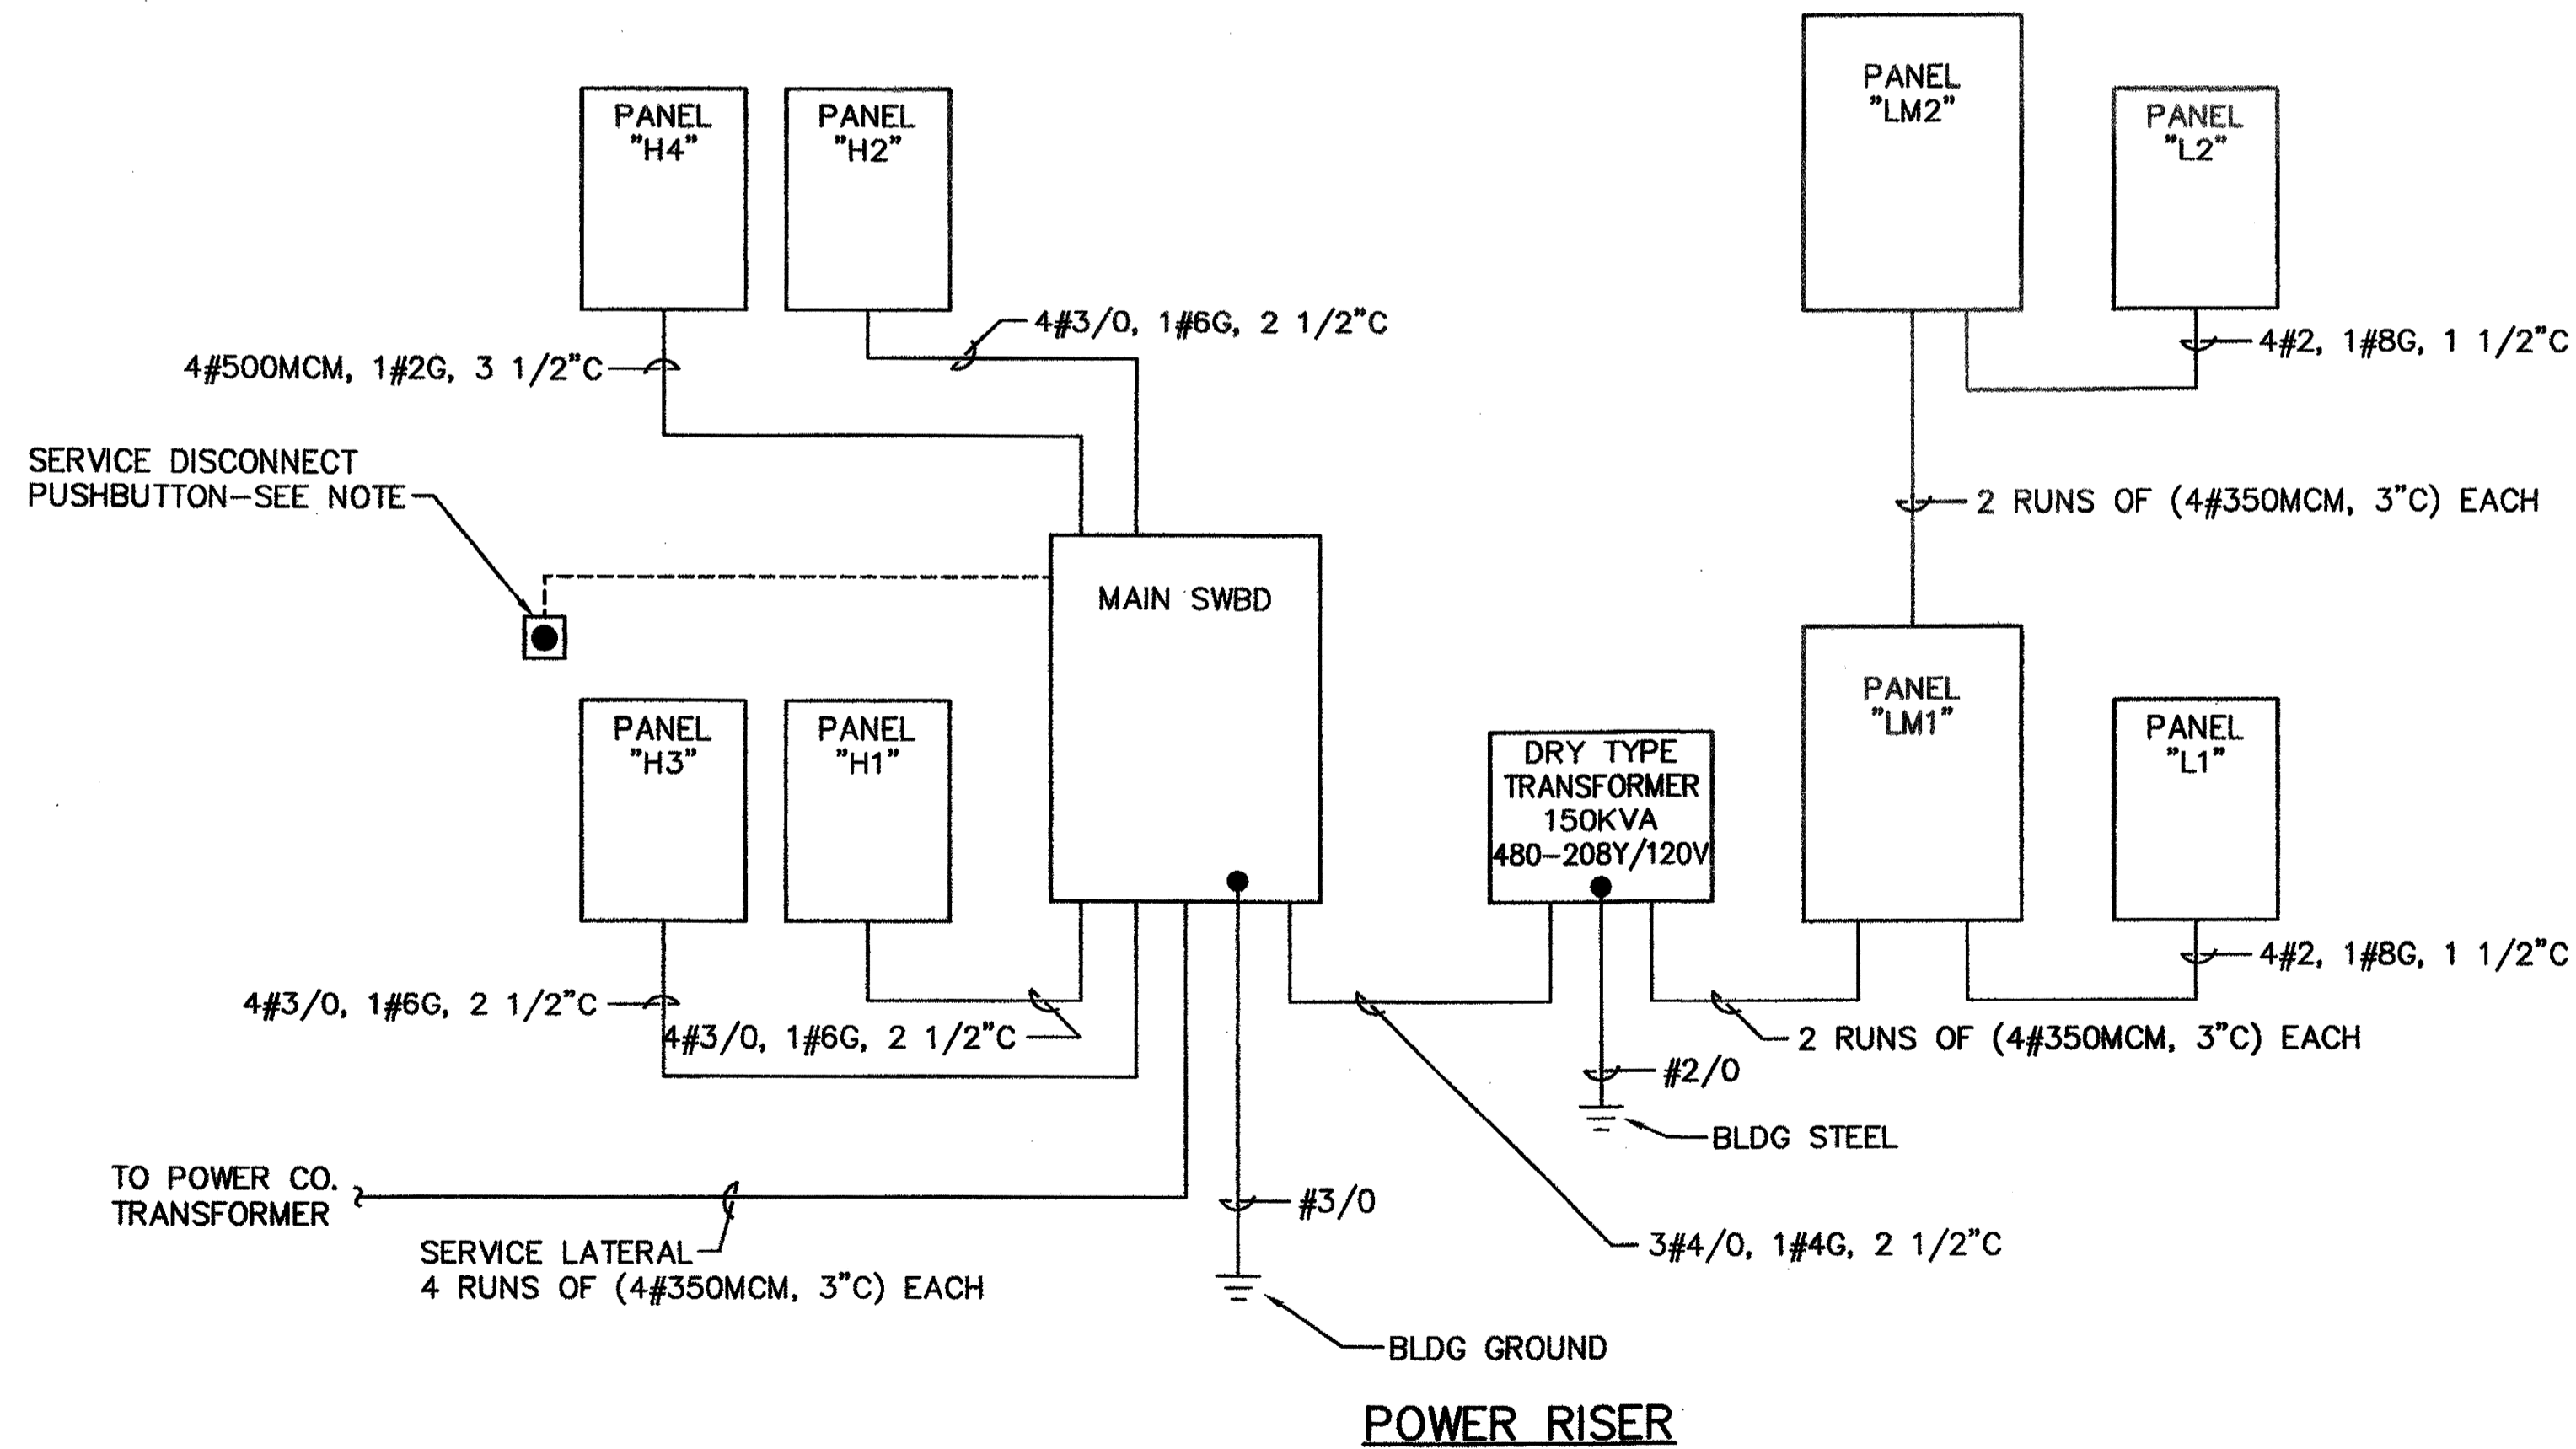 PANEL
"H4"
PANEL
"H2"
PANEL
"LM2"
PANEL
"L2"
4#3/0, 1#6G, 2 1/2"C
4#500MCM, 1#2G, 3 1/2"C
4#2, 1#8G, 1 1/2"C
SERVICE DISCONNECT
PUSHBUTTON-SEE NOTE
2 RUNS OF (4#350MCM, 3"C) EACH
MAIN SWBD
PANEL
"H3"
PANEL
"H1"
DRY TYPE
TRANSFORMER
150KVA
480-208Y/120V
PANEL
"LM1"
PANEL
"L1"
4#3/0, 1#6G, 2 1/2"C
4#3/0, 1#6G, 2 1/2"C
4#2, 1#8G, 1 1/2"C
2 RUNS OF (4#350MCM, 3"C) EACH
#2/0
BLDG STEEL
TO POWER CO.
TRANSFORMER
#3/0
SERVICE LATERAL
4 RUNS OF (4#350MCM, 3"C) EACH
3#4/0, 1#4G, 2 1/2"C
BLDG GROUND
POWER RISER